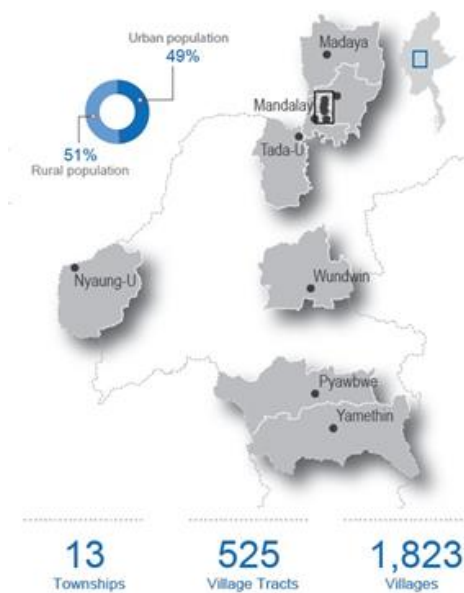 Urban population
49%
51%
Rural population
Madaya
Mandalay
Tada-U
Nyaung-U
Wundwin
Pyawbwe
Yamethin
13
Townships
525
Village Tracts
1,823
Villages